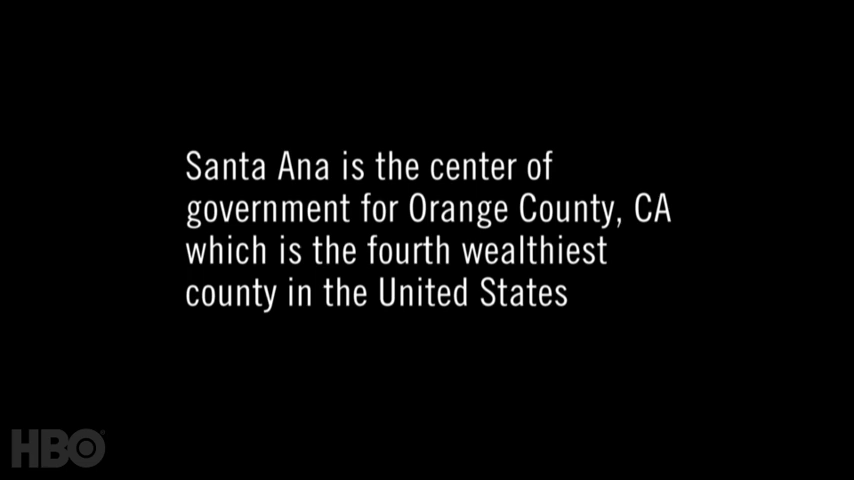 Santa Ana is the center of
government for Orange County, CA
which is the fourth wealthiest
county in the United States
HBO